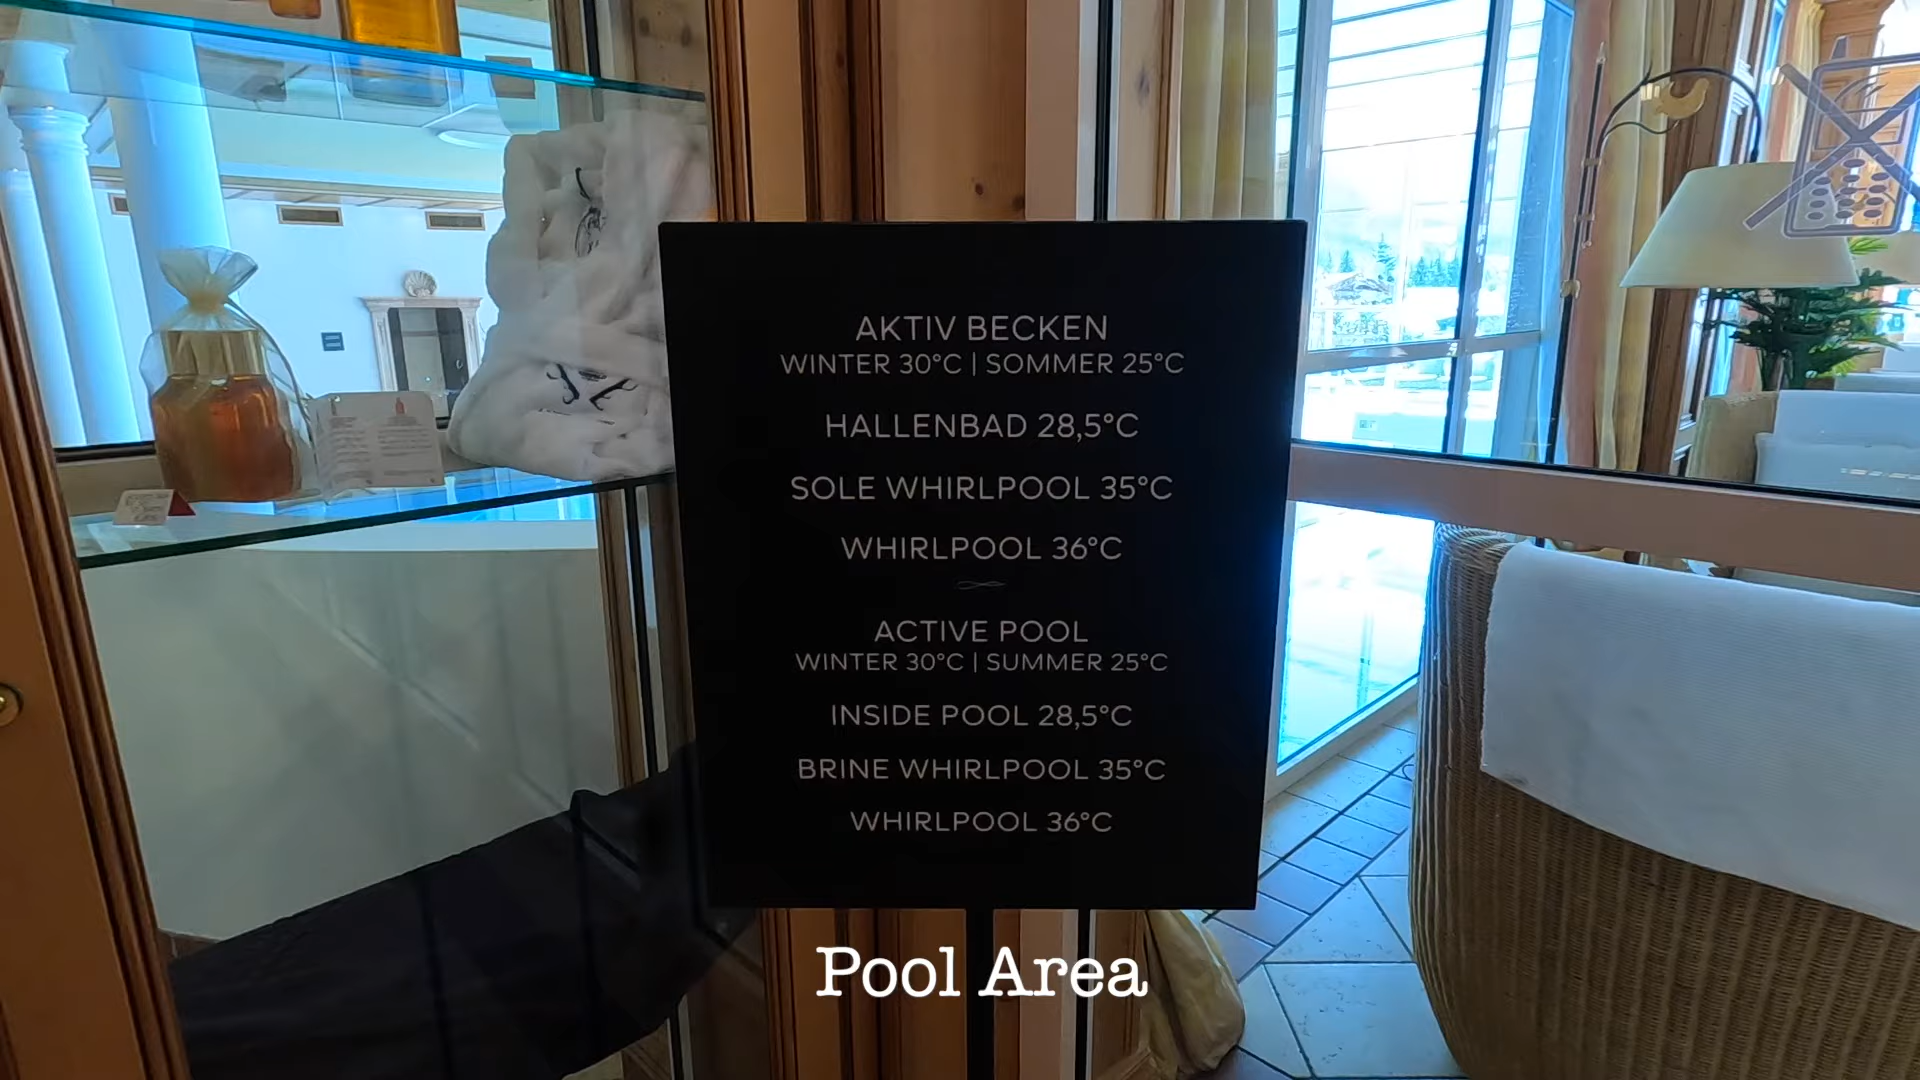 AKTIV BECKEN
WINTER 30°C | SOMMER 25°C
HALLENBAD 28,5°C
SOLE WHIRLPOOL 35°C
WHIRLPOOL 36°C
ACTIVE POOL
WINTER 30°C | SUMMER 25°C
INSIDE POOL 28,5°C
BRINE WHIRLPOOL 35°C
WHIRLPOOL 36°C
Pool Area